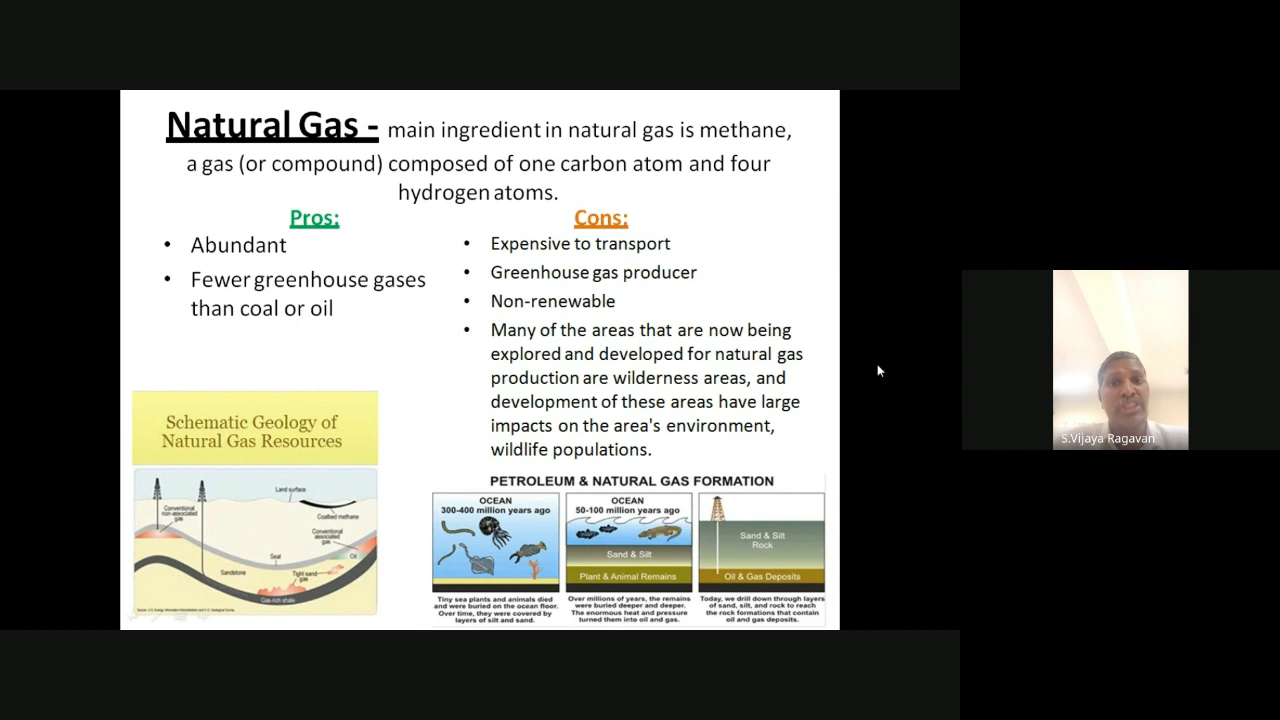 Natural Gas - main ingredient in natural gas is methane,
a gas (or compound) composed of one carbon atom and four
hydrogen atoms.
Pros:
• Abundant
• Fewer greenhouse gases
than coal or oil
Cons:
• Expensive to transport
• Greenhouse gas producer
• Non-renewable
• Many of the areas that are now being
explored and developed for natural gas
production are wilderness areas, and
development of these areas have large
impacts on the area's environment,
wildlife populations.
Schematic Geology of
Natural Gas Resources
Land surface
Conventional
non-associated
gas
Coalbed methane
Conventional
associated
gas
Seal
Oil
Sandstone
Tight sand
gas
Gas-rich shale
PETROLEUM & NATURAL GAS FORMATION
OCEAN
300-400 million years ago
Tiny sea plants and animals died
and were buried on the ocean floor.
Over time, they were covered by
layers of silt and sand.
OCEAN
50-100 million years ago
Sand & Silt
Plant & Animal Remains
Over millions of years, the remains
were buried deeper and deeper.
The enormous heat and pressure
turned them into oil and gas.
Sand & Silt
Rock
Oil & Gas Deposits
Today, we drill down through layers
of sand, silt, and rock to reach
the rock formations that contain
oil and gas deposits.
S.Vijaya Ragavan